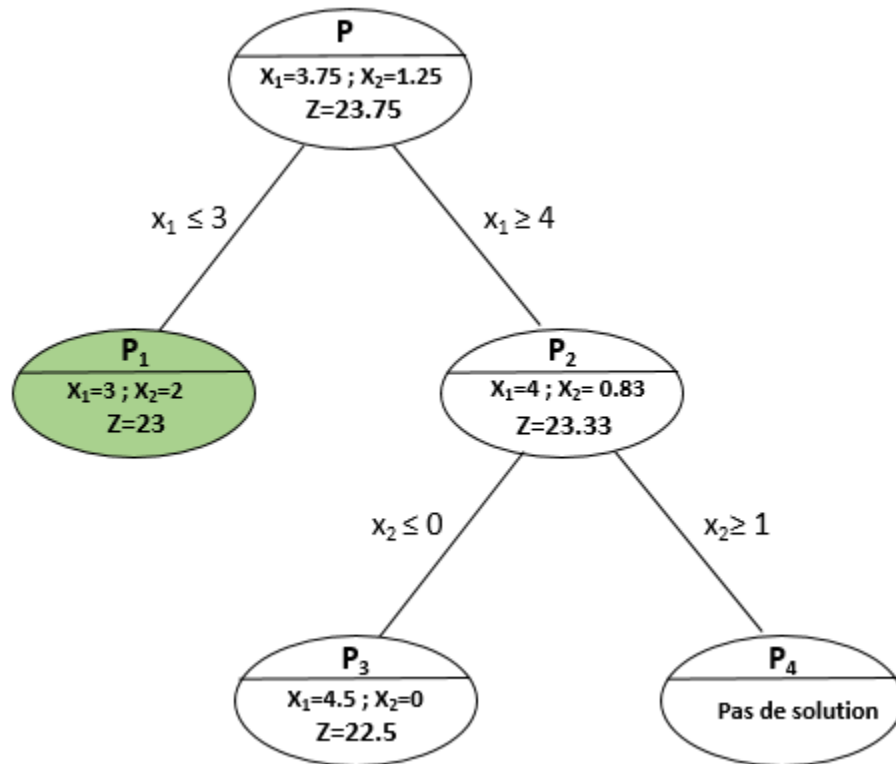 P
X₁=3.75 ; X₂=1.25
Z=23.75
x₁ ≤ 3
x₁ ≥ 4
P₁
X₁=3 ; X₂=2
Z=23
P₂
X₁=4 ; X₂= 0.83
Z=23.33
x₂ ≤ 0
x₂≥ 1
P₃
X₁=4.5 ; X₂=0
Z=22.5
P₄
Pas de solution